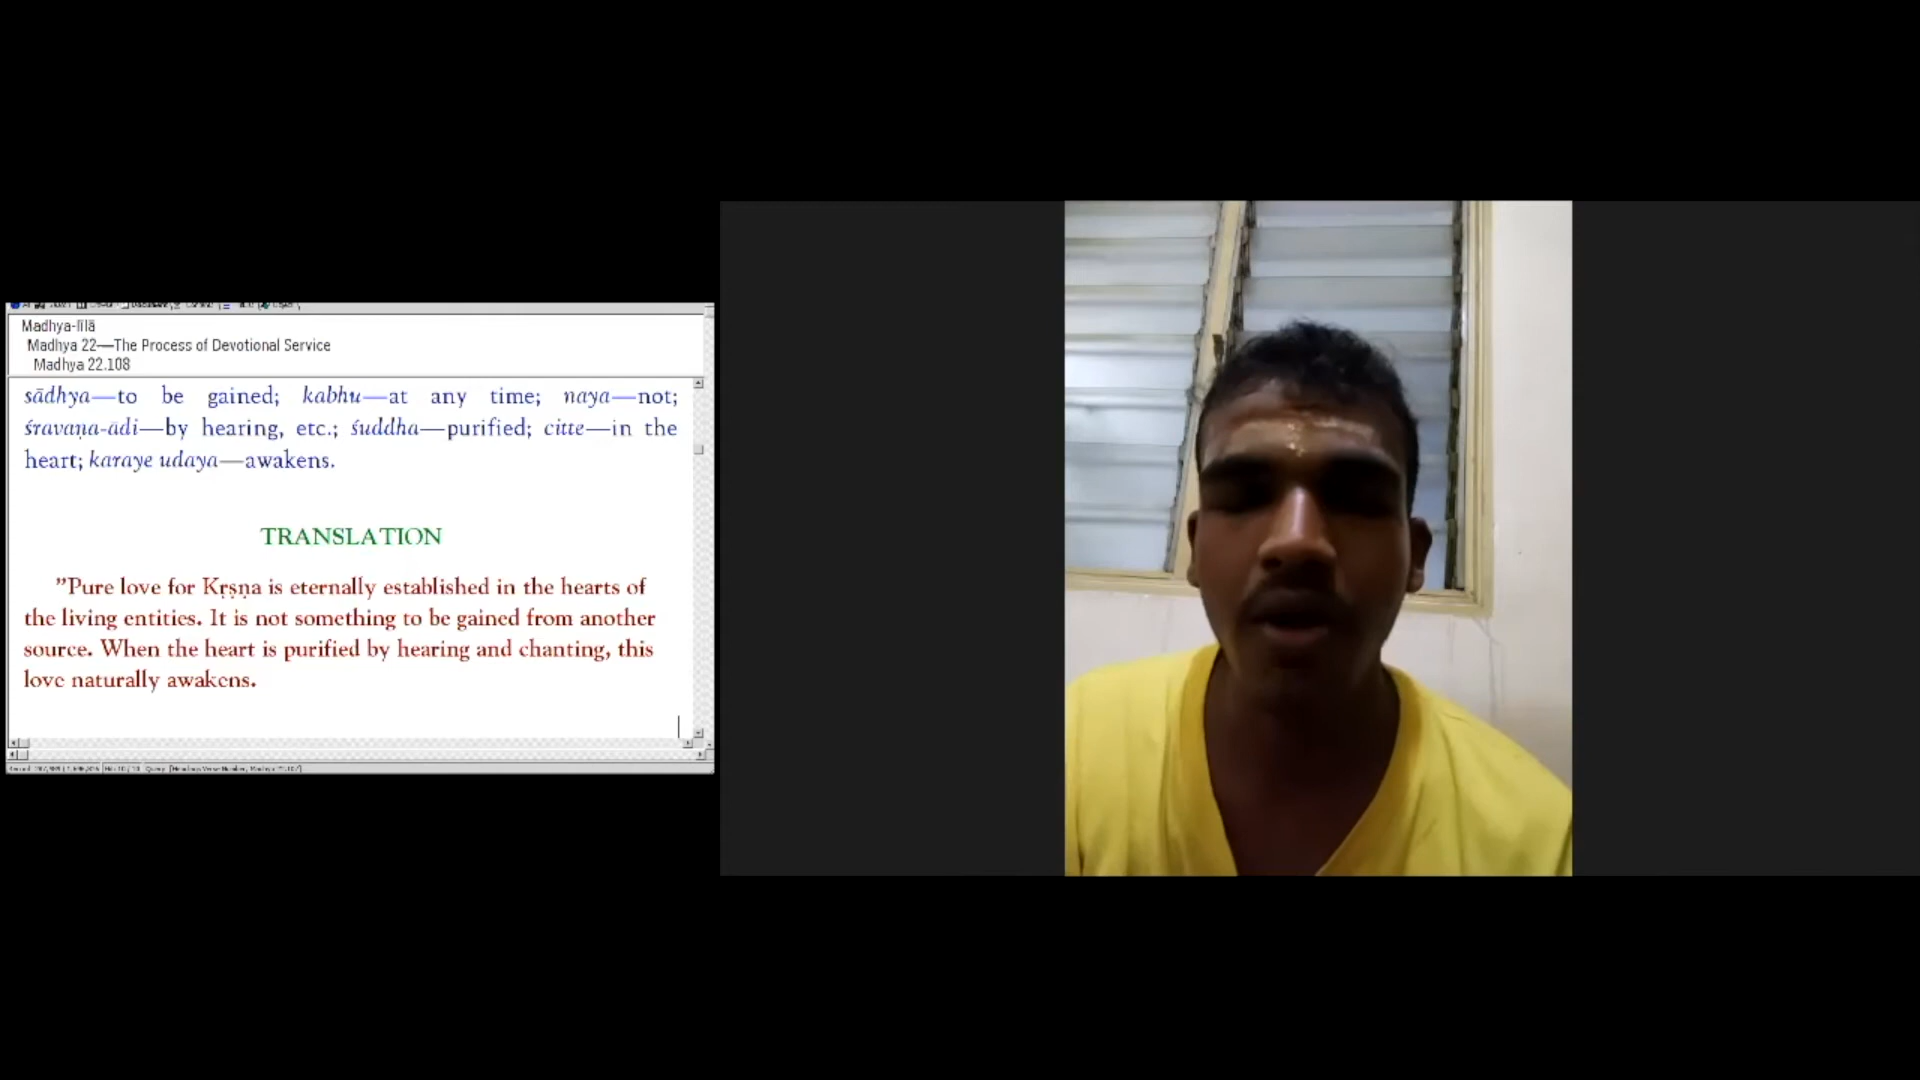 Madhya-līlā
Madhya 22—The Process of Devotional Service
Madhya 22.108
sādhya—to be gained; kabhu—at any time; naya—not;
śravaṇa-ādi—by hearing, etc.; śuddha—purified; citte—in the
heart; karaye udaya—awakens.
TRANSLATION
”Pure love for Kṛṣṇa is eternally established in the hearts of
the living entities. It is not something to be gained from another
source. When the heart is purified by hearing and chanting, this
love naturally awakens.